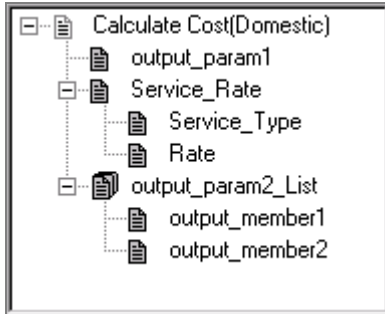 Calculate Cost(Domestic)
output_param1
Service_Rate
Service_Type
Rate
output_param2_List
output_member1
output_member2